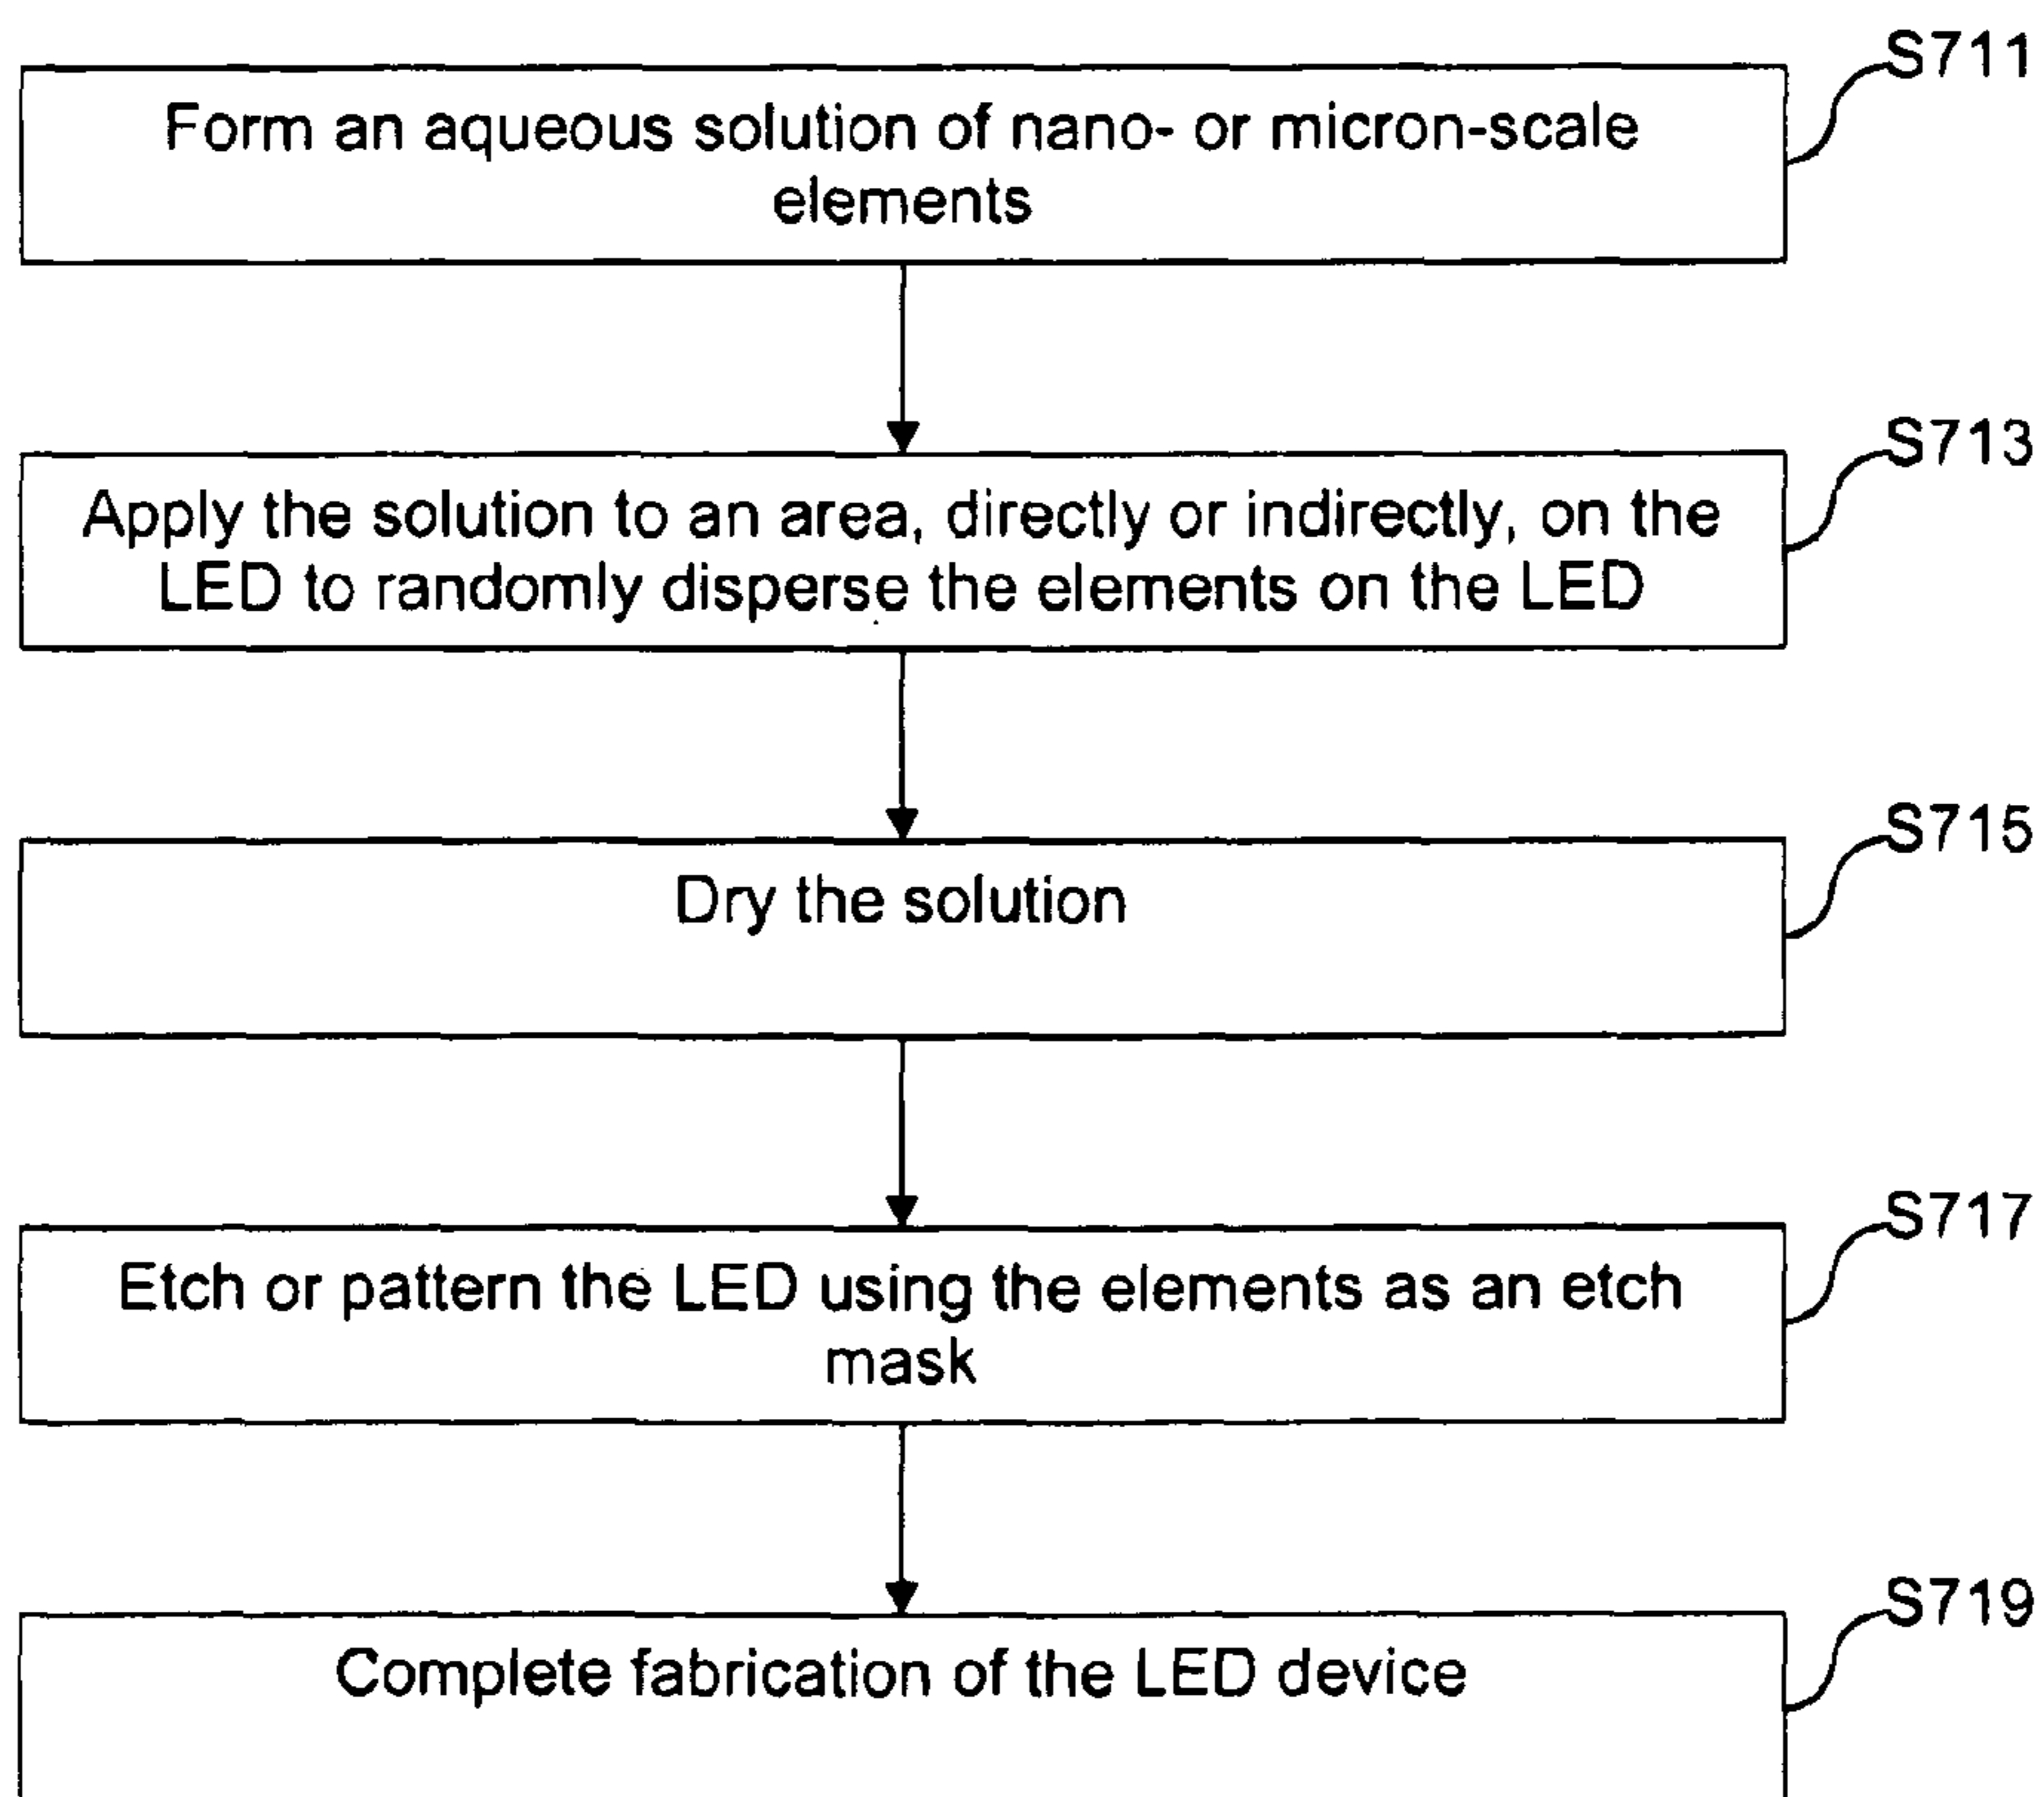 S711
Form an aqueous solution of nano- or micron-scale
elements
S713
Apply the solution to an area, directly or indirectly, on the
LED to randomly disperse the elements on the LED
S715
Dry the solution
S717
Etch or pattern the LED using the elements as an etch
mask
S719
Complete fabrication of the LED device